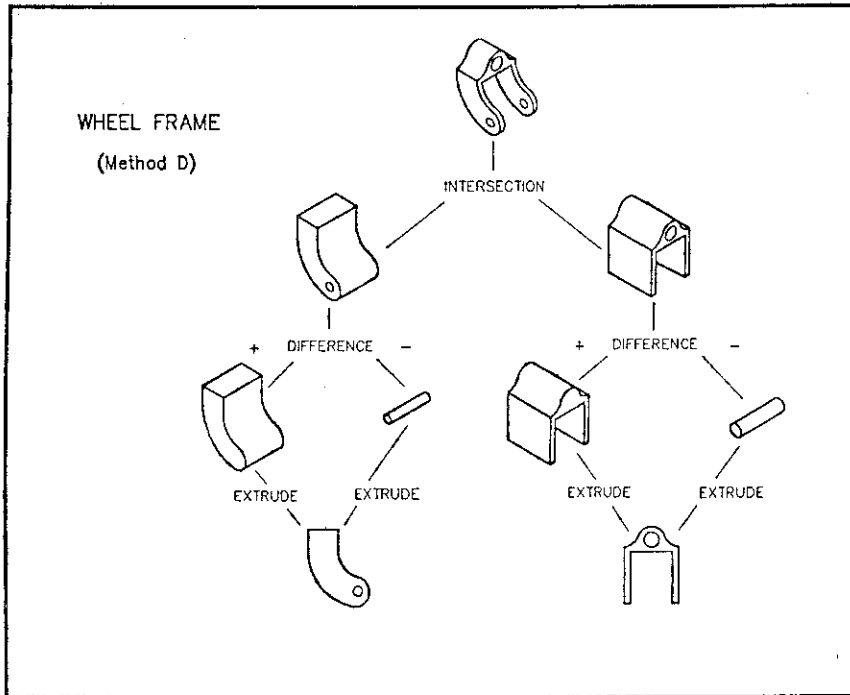 WHEEL FRAME
(Method D)
INTERSECTION
+ DIFFERENCE −
+ DIFFERENCE −
EXTRUDE EXTRUDE
EXTRUDE EXTRUDE